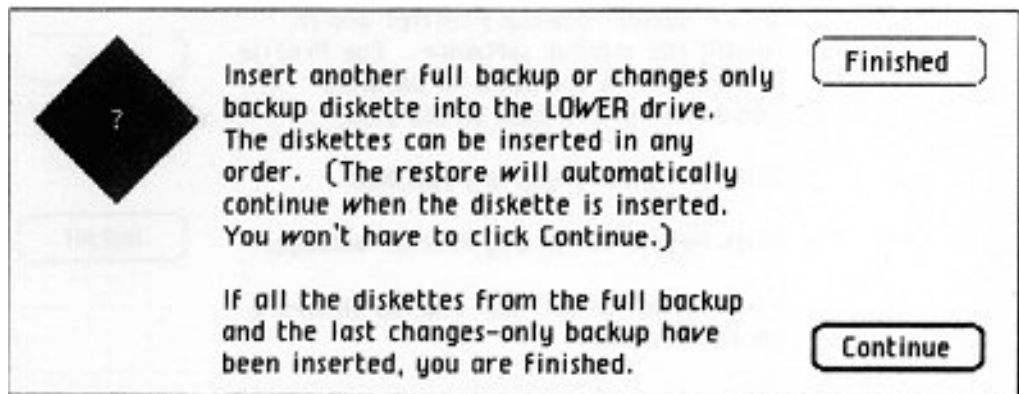 ?
Insert another full backup or changes only
backup diskette into the LOWER drive.
The diskettes can be inserted in any
order. (The restore will automatically
continue when the diskette is inserted.
You won't have to click Continue.)
If all the diskettes from the full backup
and the last changes-only backup have
been inserted, you are finished.
Finished
Continue